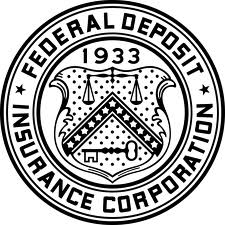 FEDERAL DEPOSIT
1933
INSURANCE CORPORATION